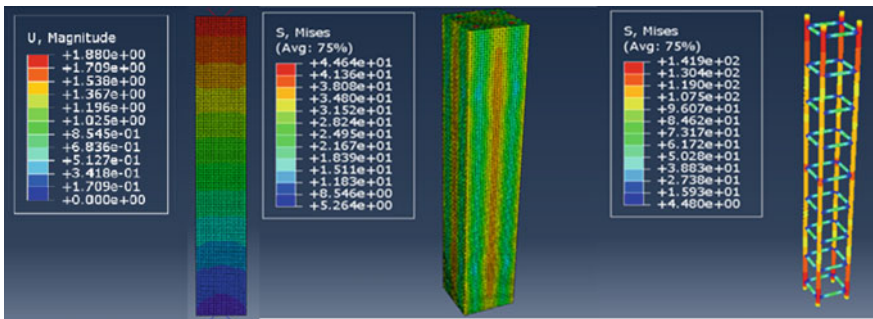 U, Magnitude
+1.880e+00
+1.709e+00
+1.538e+00
+1.367e+00
+1.196e+00
+1.025e+00
+8.545e-01
+6.836e-01
+5.127e-01
+3.418e-01
+1.709e-01
+0.000e+00
S, Mises
(Avg: 75%)
+4.464e+01
+4.136e+01
+3.808e+01
+3.480e+01
+3.152e+01
+2.824e+01
+2.495e+01
+2.167e+01
+1.839e+01
+1.511e+01
+1.183e+01
+8.546e+00
+5.264e+00
S, Mises
(Avg: 75%)
+1.419e+02
+1.304e+02
+1.190e+02
+1.075e+02
+9.607e+01
+8.462e+01
+7.317e+01
+6.172e+01
+5.028e+01
+3.883e+01
+2.738e+01
+1.593e+01
+4.480e+00